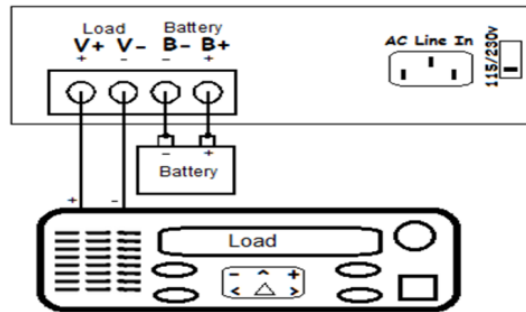 Load Battery
V+ V- B- B+
+ - - +
AC Line In
115/230v
- +
Battery
+ -
Load
- ^ +
< △ >